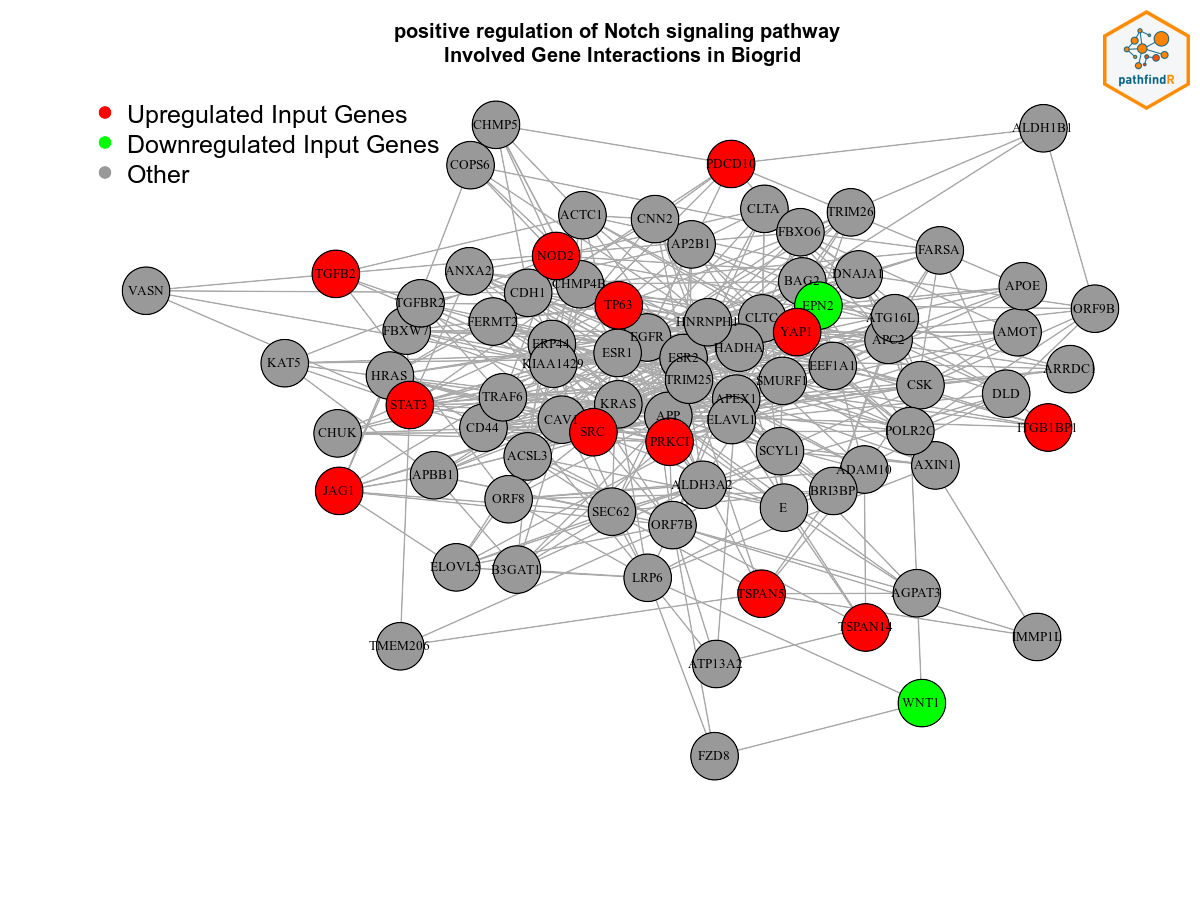 positive regulation of Notch signaling pathway
Involved Gene Interactions in Biogrid
pathfindR
Upregulated Input Genes
Downregulated Input Genes
Other
CHMP5
ALDH1B1
COPS6
PDCD10
CLTA
TRIM26
ACTC1
CNN2
FBXO6
AP2B1
FARSA
NOD2
TGFB2
ANXA2
CHMP4B
BAG2
DNAJA1
APOE
VASN
CDH1
TGFBR2
TP63
EPN2
ORF9B
FERMT2
HNRNPH1
CLTC
ATG16L
FBXW7
YAP1
AMOT
EGFR
APC2
ERP44
ESR1
ESR2
HADHA
KAT5
KIAA1429
EEF1A1
HRAS
TRIM25
SMURF1
CSK
ARRDC
DLD
STAT3
TRAF6
KRAS
APEX1
CHUK
CD44
CAV1
SRC
APP
PRKCI
ELAVL1
POLR2C
ITGB1BP1
ACSL3
SCYL1
APBB1
ADAM10
AXIN1
JAG1
ORF8
ALDH3A2
BRI3BP
SEC62
ORF7B
E
ELOVL5
B3GAT1
LRP6
TSPAN5
AGPAT3
TMEM206
TSPAN14
IMMP1L
ATP13A2
WNT1
FZD8